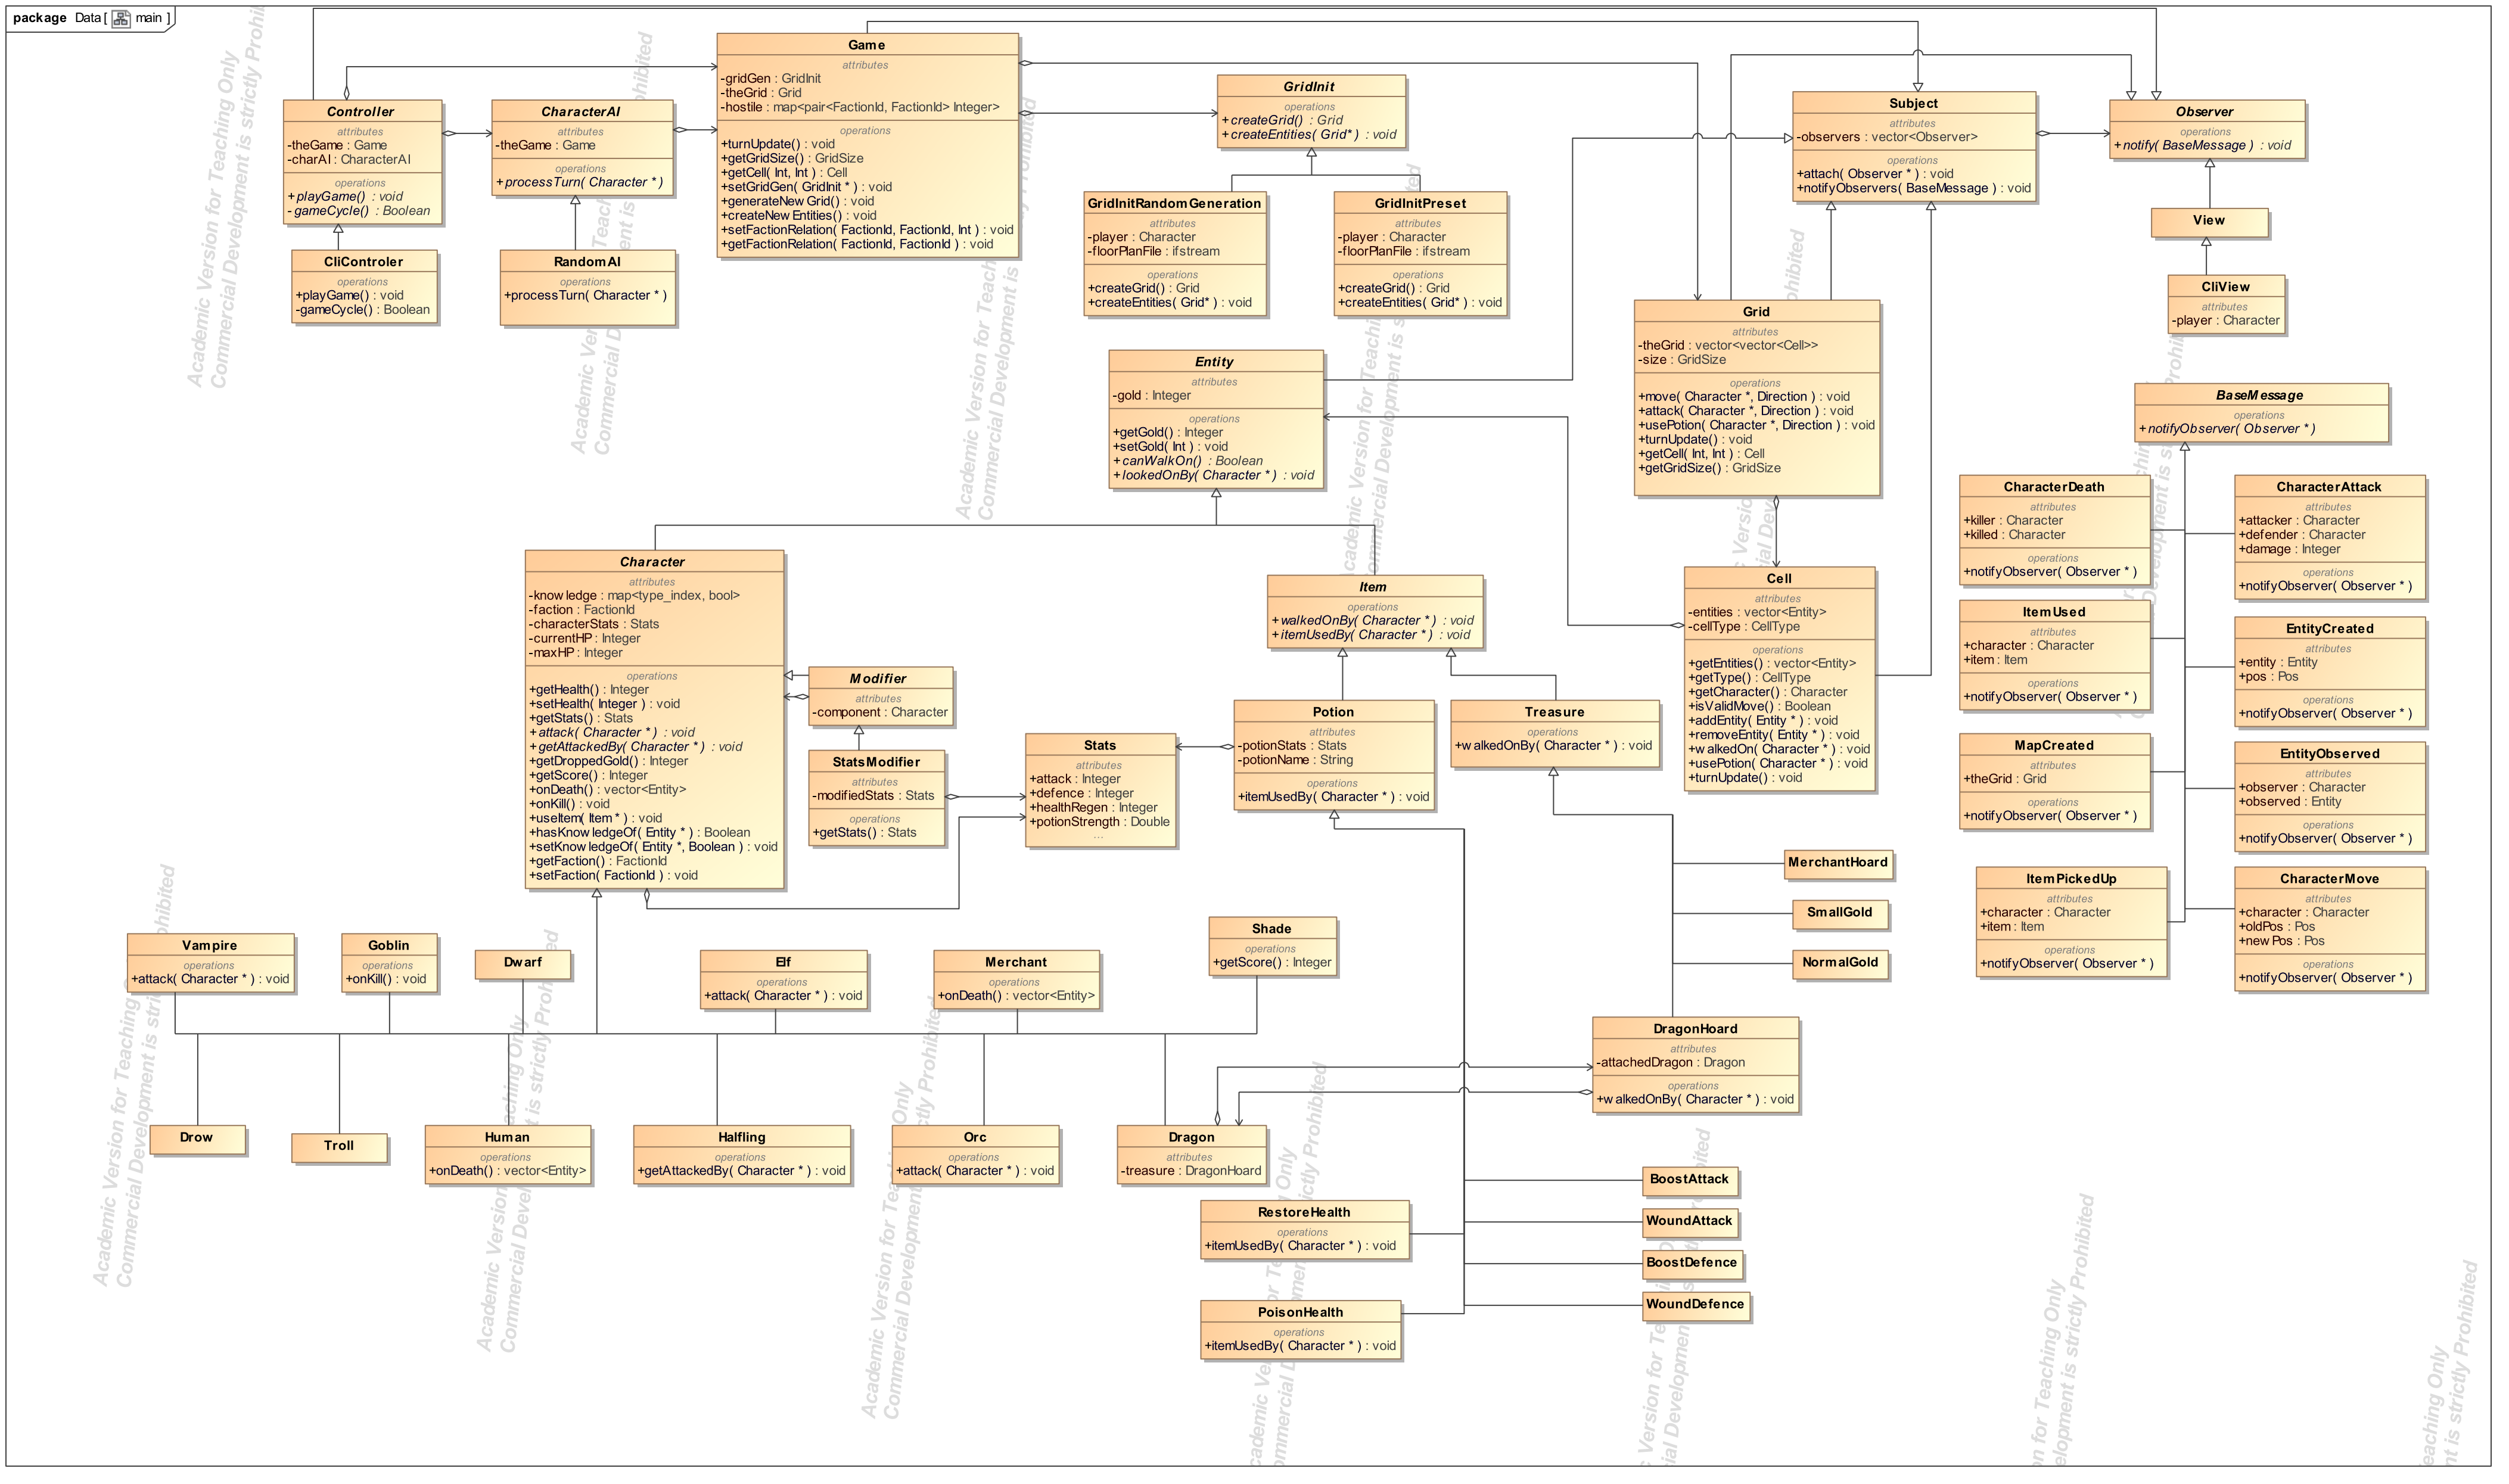 package Data [ main ]
Controller
attributes
-theGame : Game
-charAI : CharacterAI
operations
+playGame() : void
-gameCycle() : Boolean
CliControler
operations
+playGame() : void
-gameCycle() : Boolean
CharacterAI
attributes
-theGame : Game
operations
+processTurn( Character * )
RandomAI
operations
+processTurn( Character * )
Game
attributes
-gridGen : GridInit
-theGrid : Grid
-hostile : map<pair<FactionId, FactionId> Integer>
operations
+turnUpdate() : void
+getGridSize() : GridSize
+getCell( Int, Int ) : Cell
+setGridGen( GridInit * ) : void
+generateNewGrid() : void
+createNewEntities() : void
+setFactionRelation( FactionId, FactionId, Int ) : void
+getFactionRelation( FactionId, FactionId ) : void
GridInit
operations
+createGrid() : Grid
+createEntities( Grid* ) : void
GridInitRandomGeneration
attributes
-player : Character
-floorPlanFile : ifstream
operations
+createGrid() : Grid
+createEntities( Grid* ) : void
GridInitPreset
attributes
-player : Character
-floorPlanFile : ifstream
operations
+createGrid() : Grid
+createEntities( Grid* ) : void
Subject
attributes
-observers : vector<Observer>
operations
+attach( Observer * ) : void
+notifyObservers( BaseMessage ) : void
Observer
operations
+notify( BaseMessage ) : void
View
CliView
attributes
-player : Character
Grid
attributes
-theGrid : vector<vector<Cell>>
-size : GridSize
operations
+move( Character *, Direction ) : void
+attack( Character *, Direction ) : void
+usePotion( Character *, Direction ) : void
+turnUpdate() : void
+getCell( Int, Int ) : Cell
+getGridSize() : GridSize
Entity
attributes
-gold : Integer
operations
+getGold() : Integer
+setGold( Int ) : void
+canWalkOn() : Boolean
+lookedOnBy( Character * ) : void
BaseMessage
operations
+notifyObserver( Observer * )
CharacterDeath
attributes
+killer : Character
+killed : Character
operations
+notifyObserver( Observer * )
CharacterAttack
attributes
+attacker : Character
+defender : Character
+damage : Integer
operations
+notifyObserver( Observer * )
ItemUsed
attributes
+character : Character
+item : Item
operations
+notifyObserver( Observer * )
EntityCreated
attributes
+entity : Entity
+pos : Pos
operations
+notifyObserver( Observer * )
MapCreated
attributes
+theGrid : Grid
operations
+notifyObserver( Observer * )
EntityObserved
attributes
+observer : Character
+observed : Entity
operations
+notifyObserver( Observer * )
ItemPickedUp
attributes
+character : Character
+item : Item
operations
+notifyObserver( Observer * )
CharacterMove
attributes
+character : Character
+oldPos : Pos
+newPos : Pos
operations
+notifyObserver( Observer * )
Character
attributes
-knowledge : map<type_index, bool>
-faction : FactionId
-characterStats : Stats
-currentHP : Integer
-maxHP : Integer
operations
+getHealth() : Integer
+setHealth( Integer ) : void
+getStats() : Stats
+attack( Character * ) : void
+getAttackedBy( Character * ) : void
+getDroppedGold() : Integer
+getScore() : Integer
+onDeath() : vector<Entity>
+onKill() : void
+useItem( Item * ) : void
+hasKnowledgeOf( Entity * ) : Boolean
+setKnowledgeOf( Entity *, Boolean ) : void
+getFaction() : FactionId
+setFaction( FactionId ) : void
Modifier
attributes
-component : Character
StatsModifier
attributes
-modifiedStats : Stats
operations
+getStats() : Stats
Stats
attributes
+attack : Integer
+defence : Integer
+healthRegen : Integer
+potionStrength : Double
...
Item
operations
+walkedOnBy( Character * ) : void
+itemUsedBy( Character * ) : void
Potion
attributes
-potionStats : Stats
-potionName : String
operations
+itemUsedBy( Character * ) : void
Treasure
operations
+walkedOnBy( Character * ) : void
Cell
attributes
-entities : vector<Entity>
-cellType : CellType
operations
+getEntities() : vector<Entity>
+getType() : CellType
+getCharacter() : Character
+isValidMove() : Boolean
+addEntity( Entity * ) : void
+removeEntity( Entity * ) : void
+walkedOn( Character * ) : void
+usePotion( Character * ) : void
+turnUpdate() : void
MerchantHoard
SmallGold
NormalGold
DragonHoard
attributes
-attachedDragon : Dragon
operations
+walkedOnBy( Character * ) : void
Vampire
operations
+attack( Character * ) : void
Goblin
operations
+onKill() : void
Dwarf
Elf
operations
+attack( Character * ) : void
Merchant
operations
+onDeath() : vector<Entity>
Shade
operations
+getScore() : Integer
Drow
Troll
Human
operations
+onDeath() : vector<Entity>
Halfling
operations
+getAttackedBy( Character * ) : void
Orc
operations
+attack( Character * ) : void
Dragon
attributes
-treasure : DragonHoard
RestoreHealth
operations
+itemUsedBy( Character * ) : void
PoisonHealth
operations
+itemUsedBy( Character * ) : void
BoostAttack
WoundAttack
BoostDefence
WoundDefence
Academic Version for Teaching Only
Commercial Development is strictly Prohibited